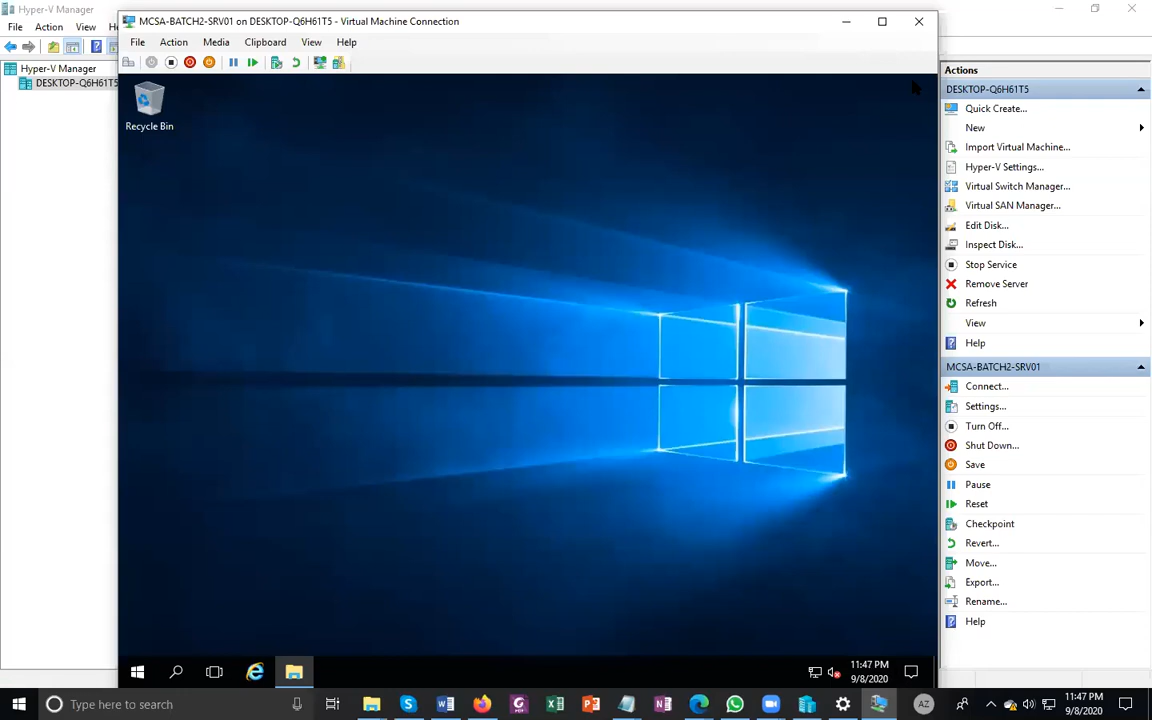 Hyper-V Manager
File Action View
Hyper-V Manager
DESKTOP-Q6H61T5
MCSA-BATCH2-SRV01 on DESKTOP-Q6H61T5 - Virtual Machine Connection
File Action Media Clipboard View Help
Recycle Bin
11:47 PM
9/8/2020
Actions
DESKTOP-Q6H61T5
Quick Create...
New
Import Virtual Machine...
Hyper-V Settings...
Virtual Switch Manager...
Virtual SAN Manager...
Edit Disk...
Inspect Disk...
Stop Service
Remove Server
Refresh
View
Help
MCSA-BATCH2-SRV01
Connect...
Settings...
Turn Off...
Shut Down...
Save
Pause
Reset
Checkpoint
Revert...
Move...
Export...
Rename...
Help
Type here to search
AZ
11:47 PM
9/8/2020